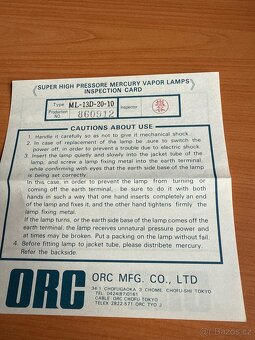 SUPER HIGH PRESSORE MERCURY VAPOR LAMPS
INSPECTION CARD
Type ML-13D-20-10
Production NO. 860912
Inspector
CAUTIONS ABOUT USE
1. Handle it carefully so as not to give it mechanical shock.
2. In case of replacement of the lamp be sure to switch the
power off, in order to prevent a trouble due to electric shock.
3. Insert the lamp quietly and slowly into the jacket tube of the
lamp, and screw a lamp fixing metal into the earth terminal,
while confirming with eyes that the earth side base of the lamp
is being set correctly.
In this case, in order to prevent the lamp from turning or
coming off the earth terminal, be sure to do it with both
hands in such a way that one hand inserts completely an end
of the lamp and fixes it, and the other hand tightens firmly the
lamp fixing metal.
If the lamp turns, or the earth side base of the lamp comes off the
earth terminal, the lamp receives unnatural pressure power and
at times may be broken. Put a packing on the lamp without fail.
4. Before fitting lamp to jacket tube, please distribete mercury.
Refer the backside.
ORC
ORC MFG. CO., LTD
34-1, CHOFUGAOKA 3 CHOME, CHOFU-SHI TOKYO
TEL. 0424(87)0161
CABLE ORC CHOFU TOKYO
TELEX 2822-571 ORC TYO J
Sbazar.cz